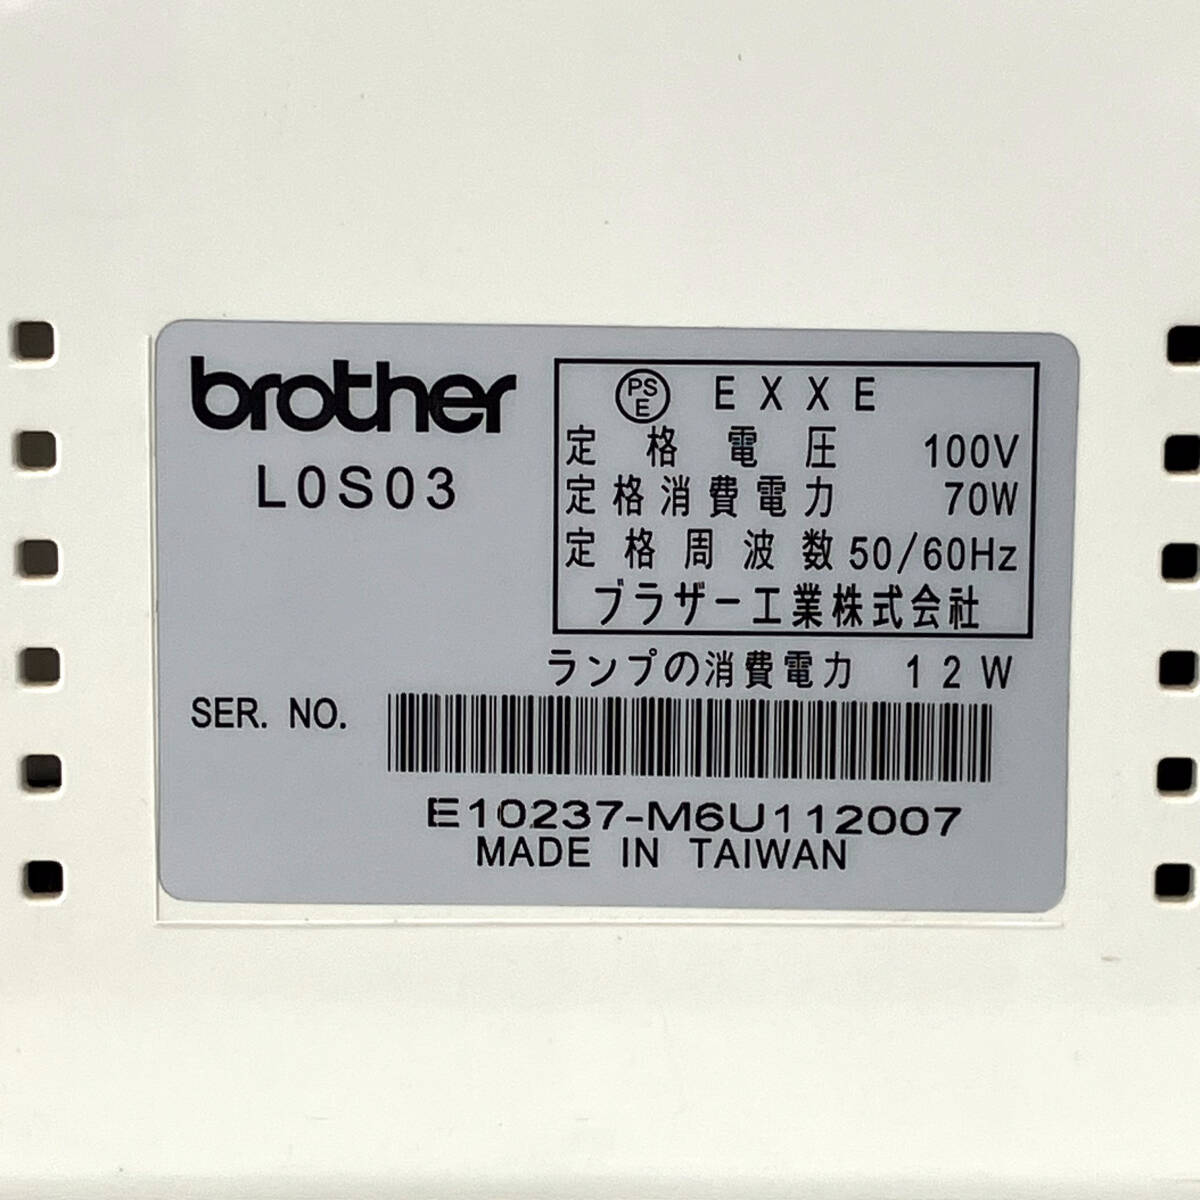 brother
L0S03
PS E EXXE
定格電圧 100V
定格消費電力 70W
定格周波数 50/60Hz
ブラザー工業株式会社
ランプの消費電力 12W
SER. NO.
E10237-M6U112007
MADE IN TAIWAN